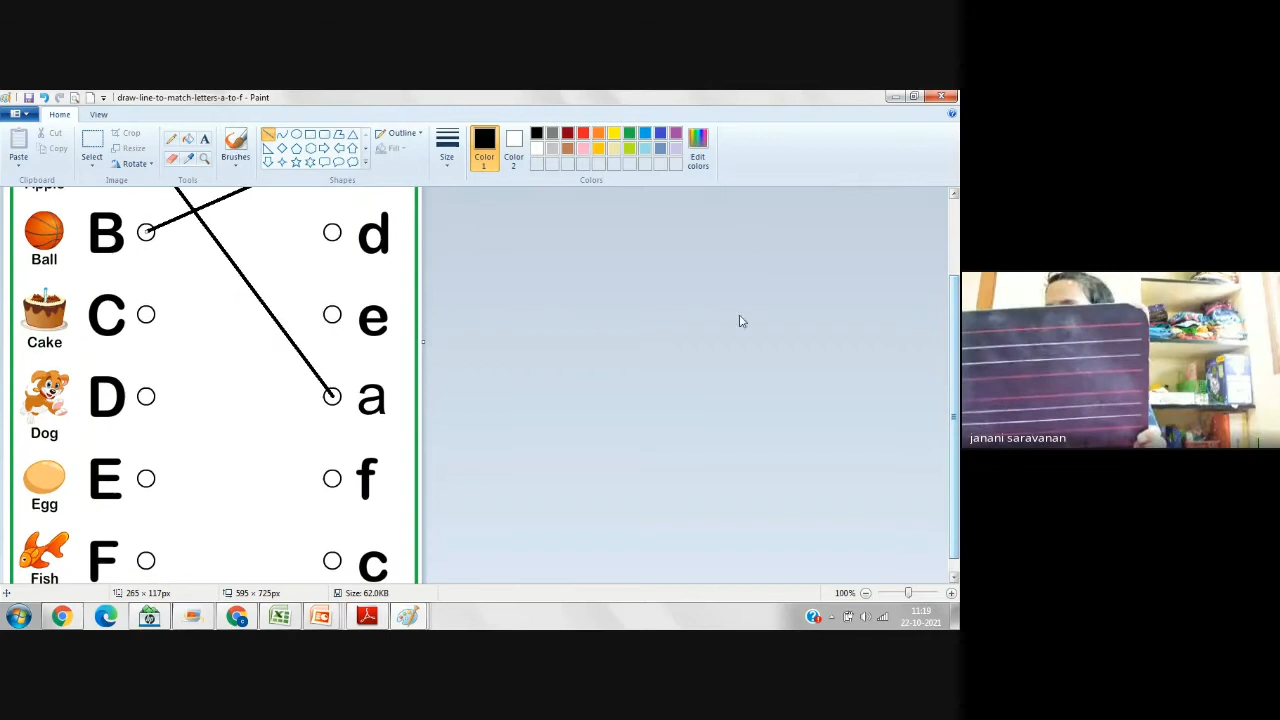 draw-line-to-match-letters-a-to-f - Paint
Home View
Paste
Cut
Copy
Clipboard
Select
Crop
Resize
Rotate
Image
A
Tools
Brushes
Outline
Fill
Shapes
Size
Color 1
Color 2
Edit colors
Colors
Apple
Ball B d
C e
Cake
Dog D a
Egg E f
Fish F c
265 × 117px 595 × 725px Size: 62.0KB 100%
11:19
22-10-2021
janani saravanan